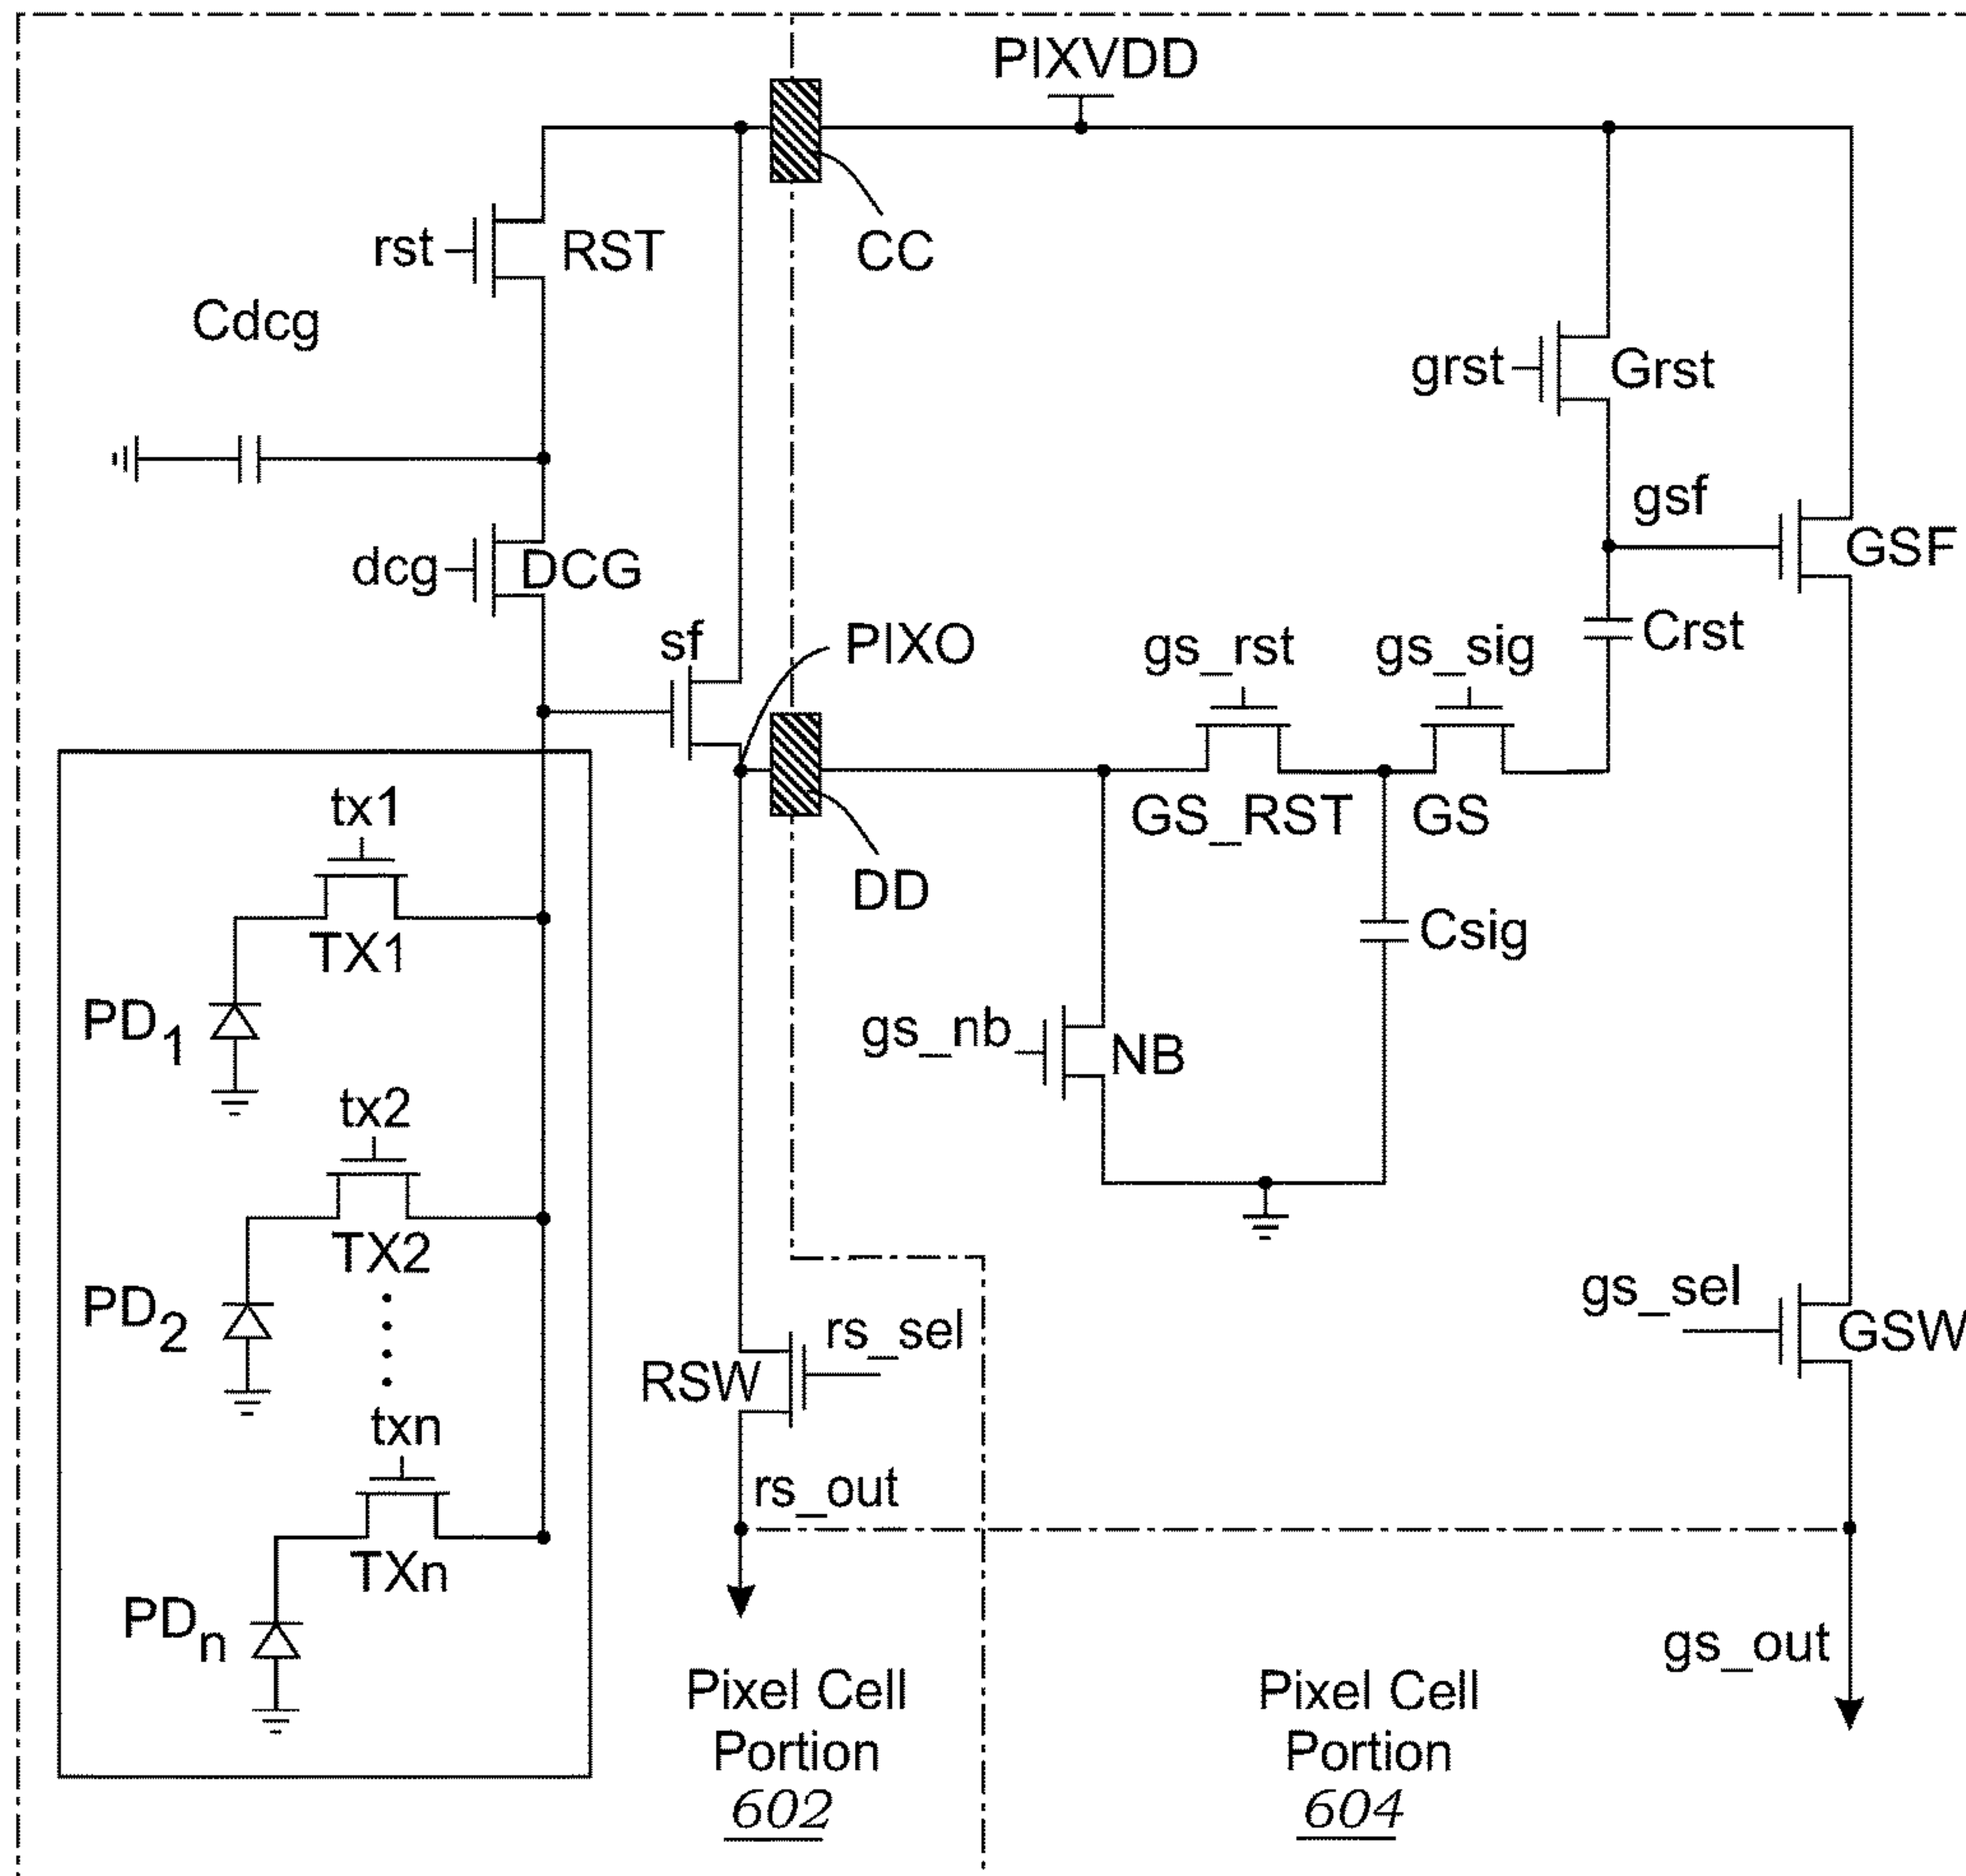 PIXVDD
CC
rst
RST
Cdcg
grst
Grst
gsf
GSF
dcg
DCG
sf
PIXO
gs_rst
gs_sig
Crst
GS_RST
GS
DD
Csig
tx1
TX1
PD1
gs_nb
NB
tx2
TX2
PD2
gs_sel
GSW
rs_sel
RSW
txn
TXn
PDn
rs_out
gs_out
Pixel Cell
Portion
602
Pixel Cell
Portion
604